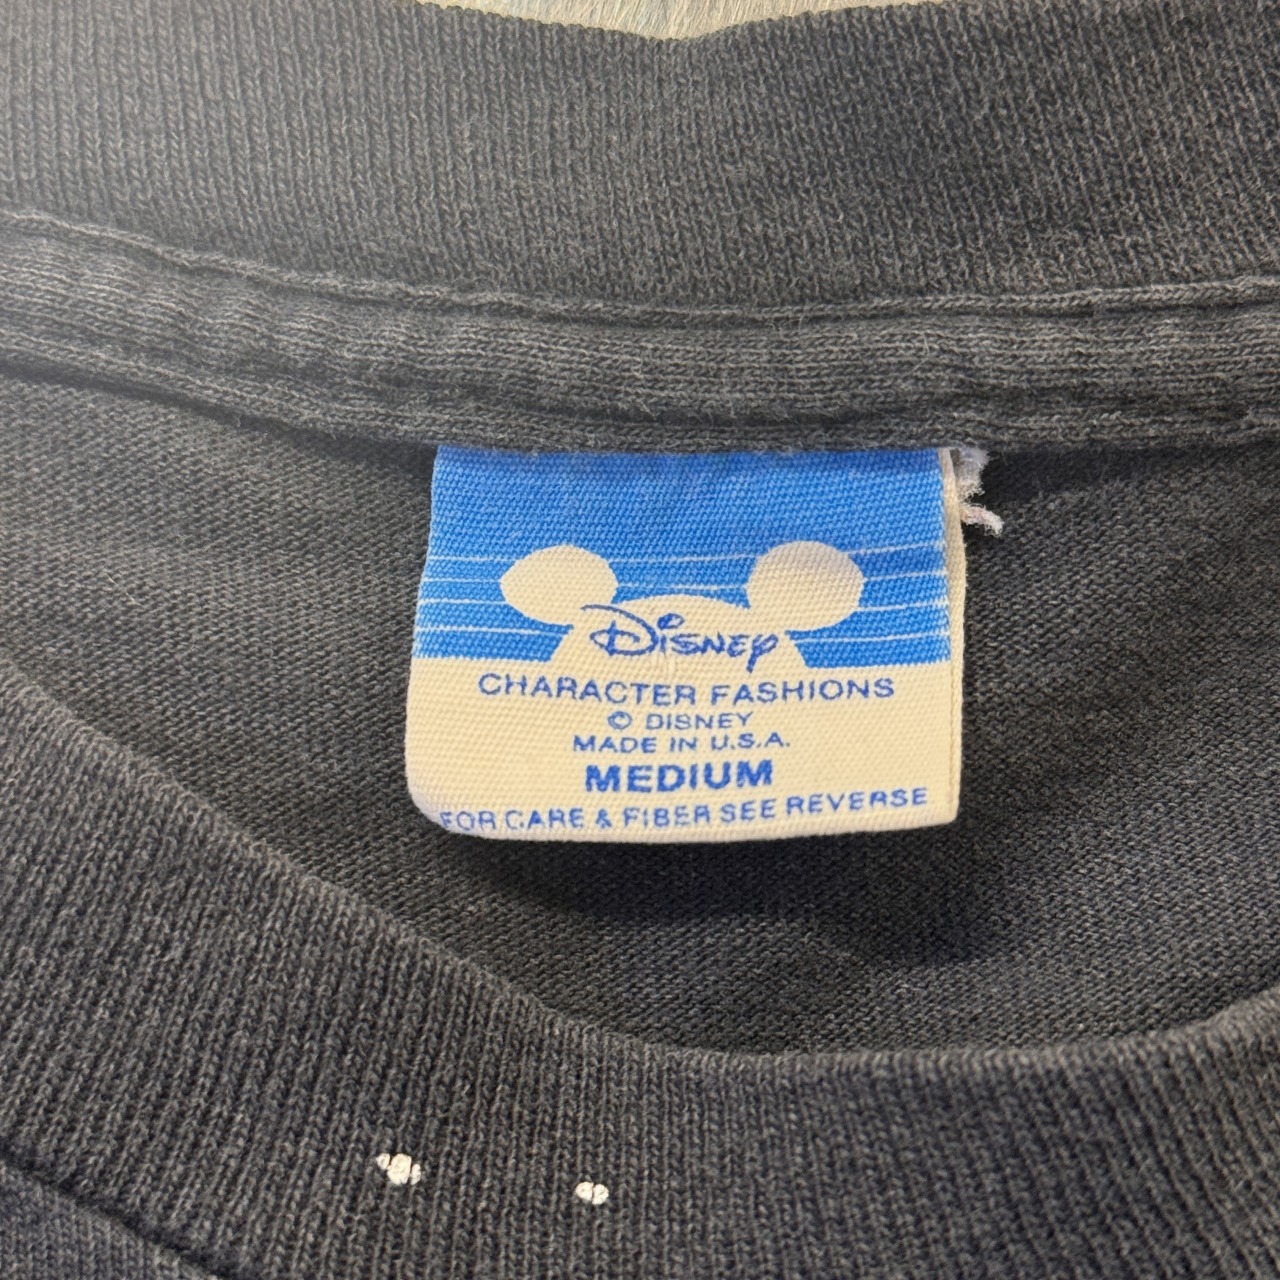 Disney
CHARACTER FASHIONS
© DISNEY
MADE IN U.S.A.
MEDIUM
FOR CARE & FIBER SEE REVERSE